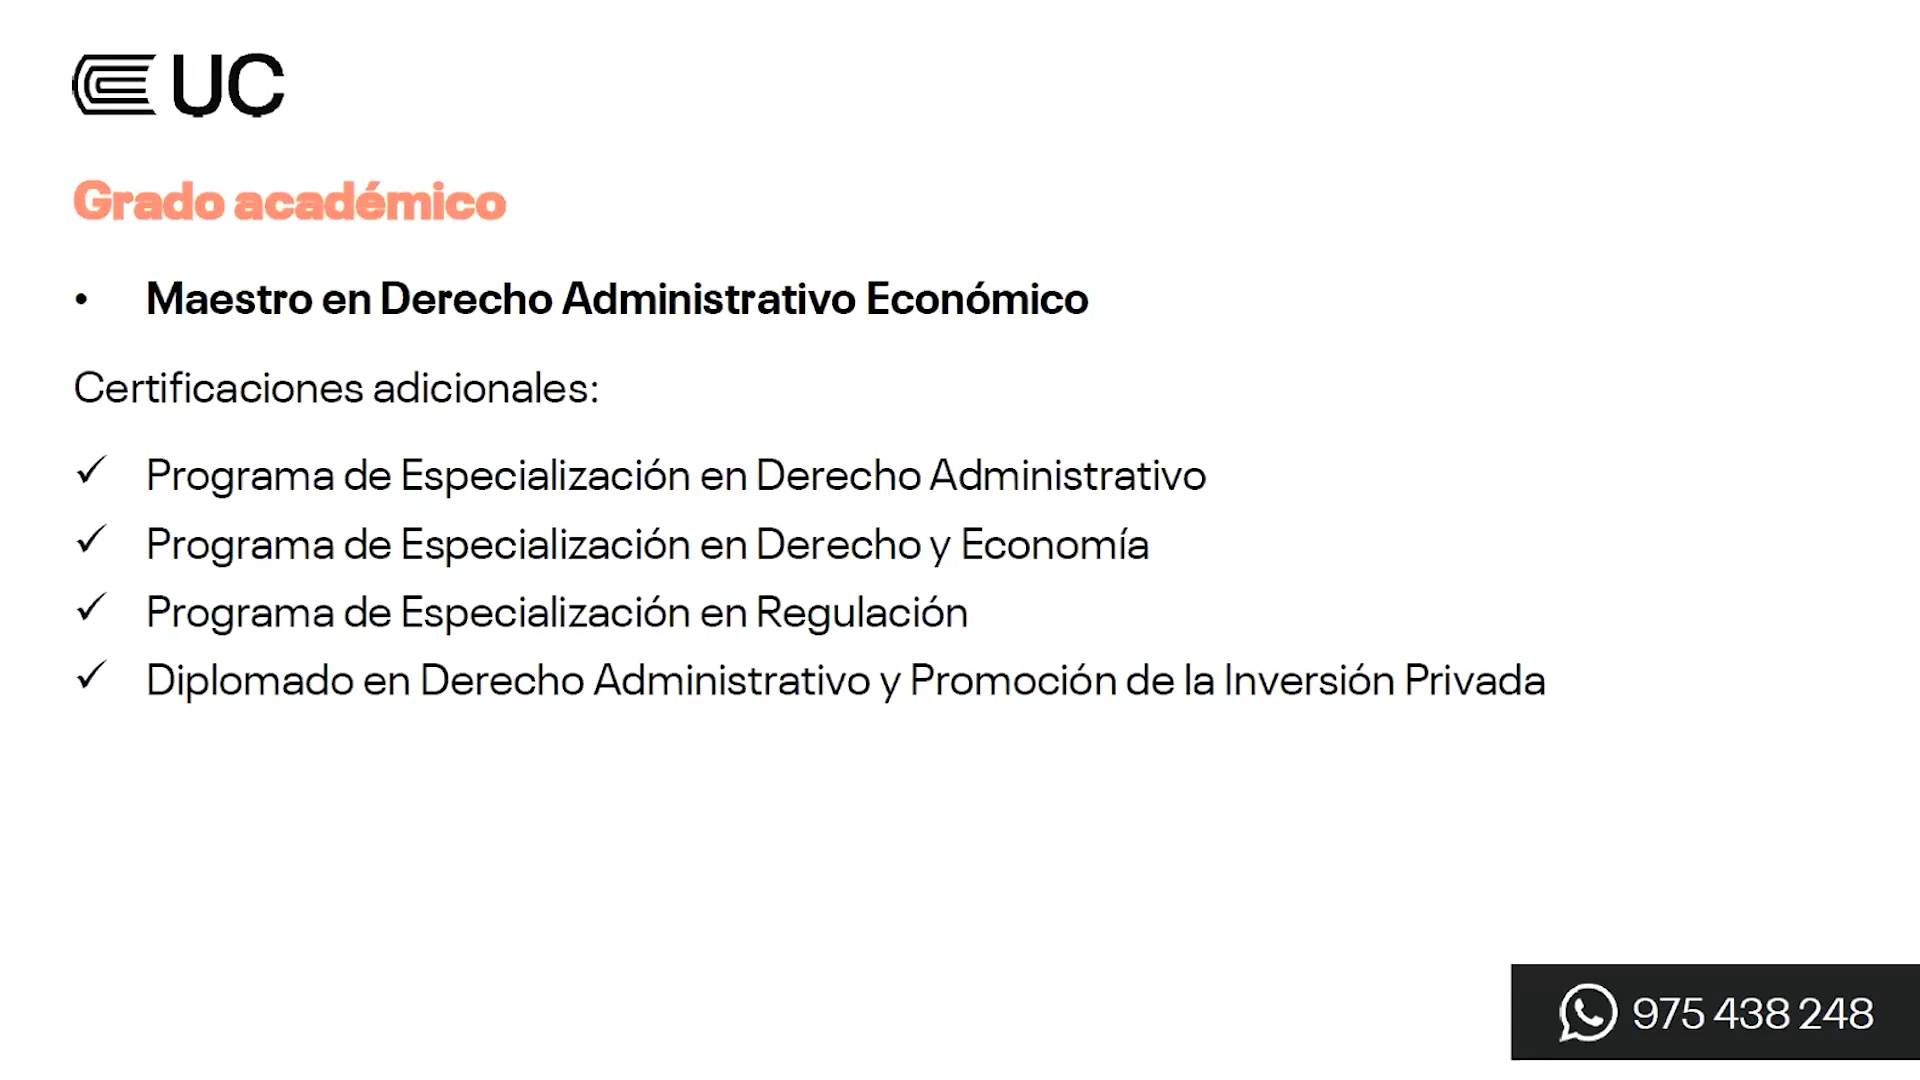 UC
Grado académico
• Maestro en Derecho Administrativo Económico
Certificaciones adicionales:
✓ Programa de Especialización en Derecho Administrativo
✓ Programa de Especialización en Derecho y Economía
✓ Programa de Especialización en Regulación
✓ Diplomado en Derecho Administrativo y Promoción de la Inversión Privada
975 438 248